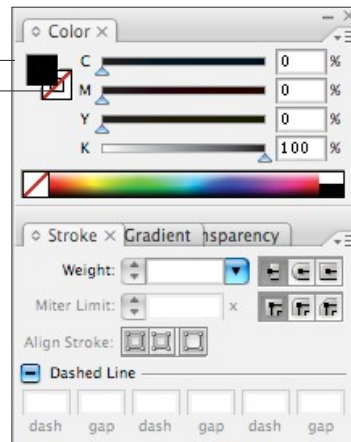 Color ×
C 0 %
M 0 %
Y 0 %
K 100 %
Stroke × Gradient nsparency
Weight:
Miter Limit: ×
Align Stroke:
Dashed Line
dash gap dash gap dash gap